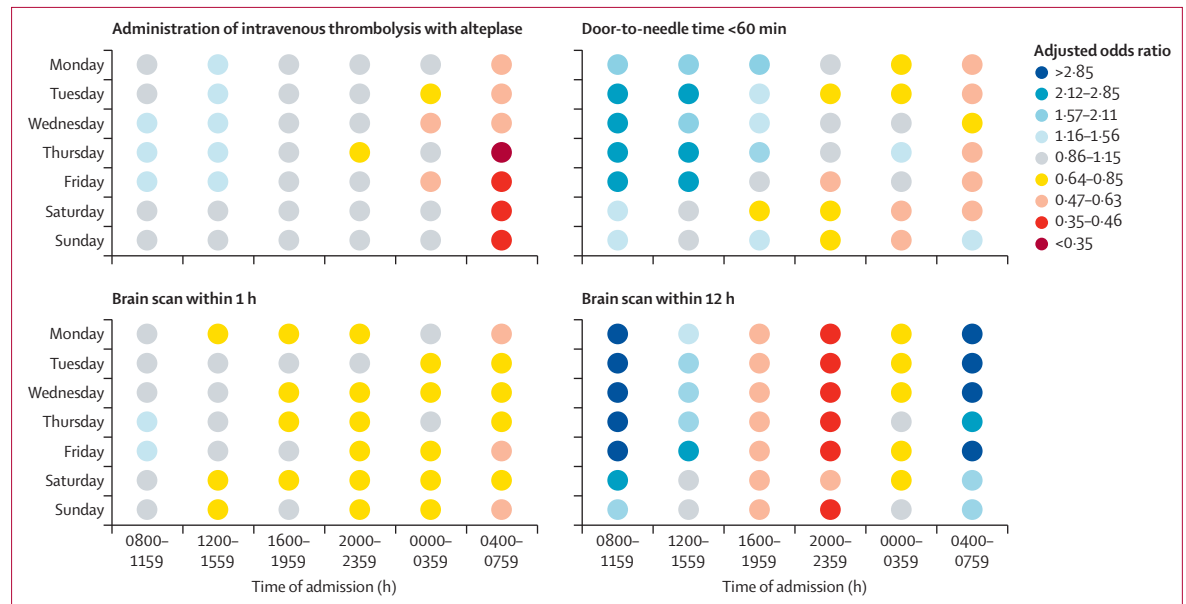 Administration of intravenous thrombolysis with alteplase
Door-to-needle time <60 min
Monday
Tuesday
Wednesday
Thursday
Friday
Saturday
Sunday
Adjusted odds ratio
>2·85
2·12–2·85
1·57–2·11
1·16–1·56
0·86–1·15
0·64–0·85
0·47–0·63
0·35–0·46
<0·35
Brain scan within 1 h
Brain scan within 12 h
Monday
Tuesday
Wednesday
Thursday
Friday
Saturday
Sunday
0800–
1159
1200–
1559
1600–
1959
2000–
2359
0000–
0359
0400–
0759
Time of admission (h)
0800–
1159
1200–
1559
1600–
1959
2000–
2359
0000–
0359
0400–
0759
Time of admission (h)